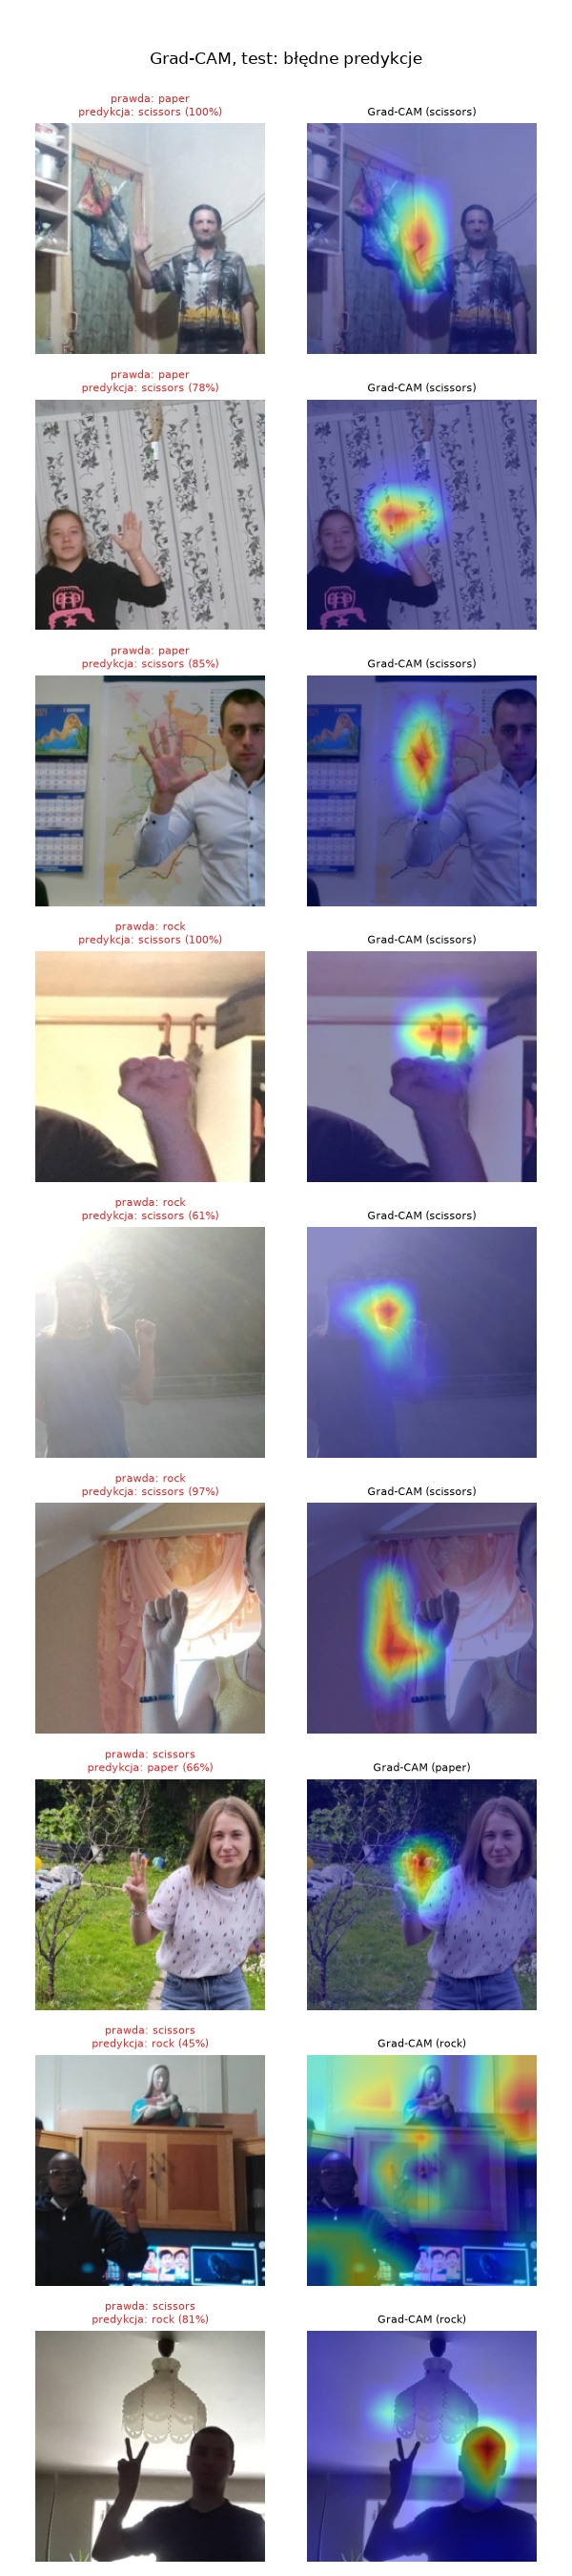 Grad-CAM, test: błędne predykcje
prawda: paper
predykcja: scissors (100%)
Grad-CAM (scissors)
prawda: paper
predykcja: scissors (78%)
Grad-CAM (scissors)
prawda: paper
predykcja: scissors (85%)
Grad-CAM (scissors)
prawda: rock
predykcja: scissors (100%)
Grad-CAM (scissors)
prawda: rock
predykcja: scissors (61%)
Grad-CAM (scissors)
prawda: rock
predykcja: scissors (97%)
Grad-CAM (scissors)
prawda: scissors
predykcja: paper (66%)
Grad-CAM (paper)
prawda: scissors
predykcja: rock (45%)
Grad-CAM (rock)
prawda: scissors
predykcja: rock (81%)
Grad-CAM (rock)